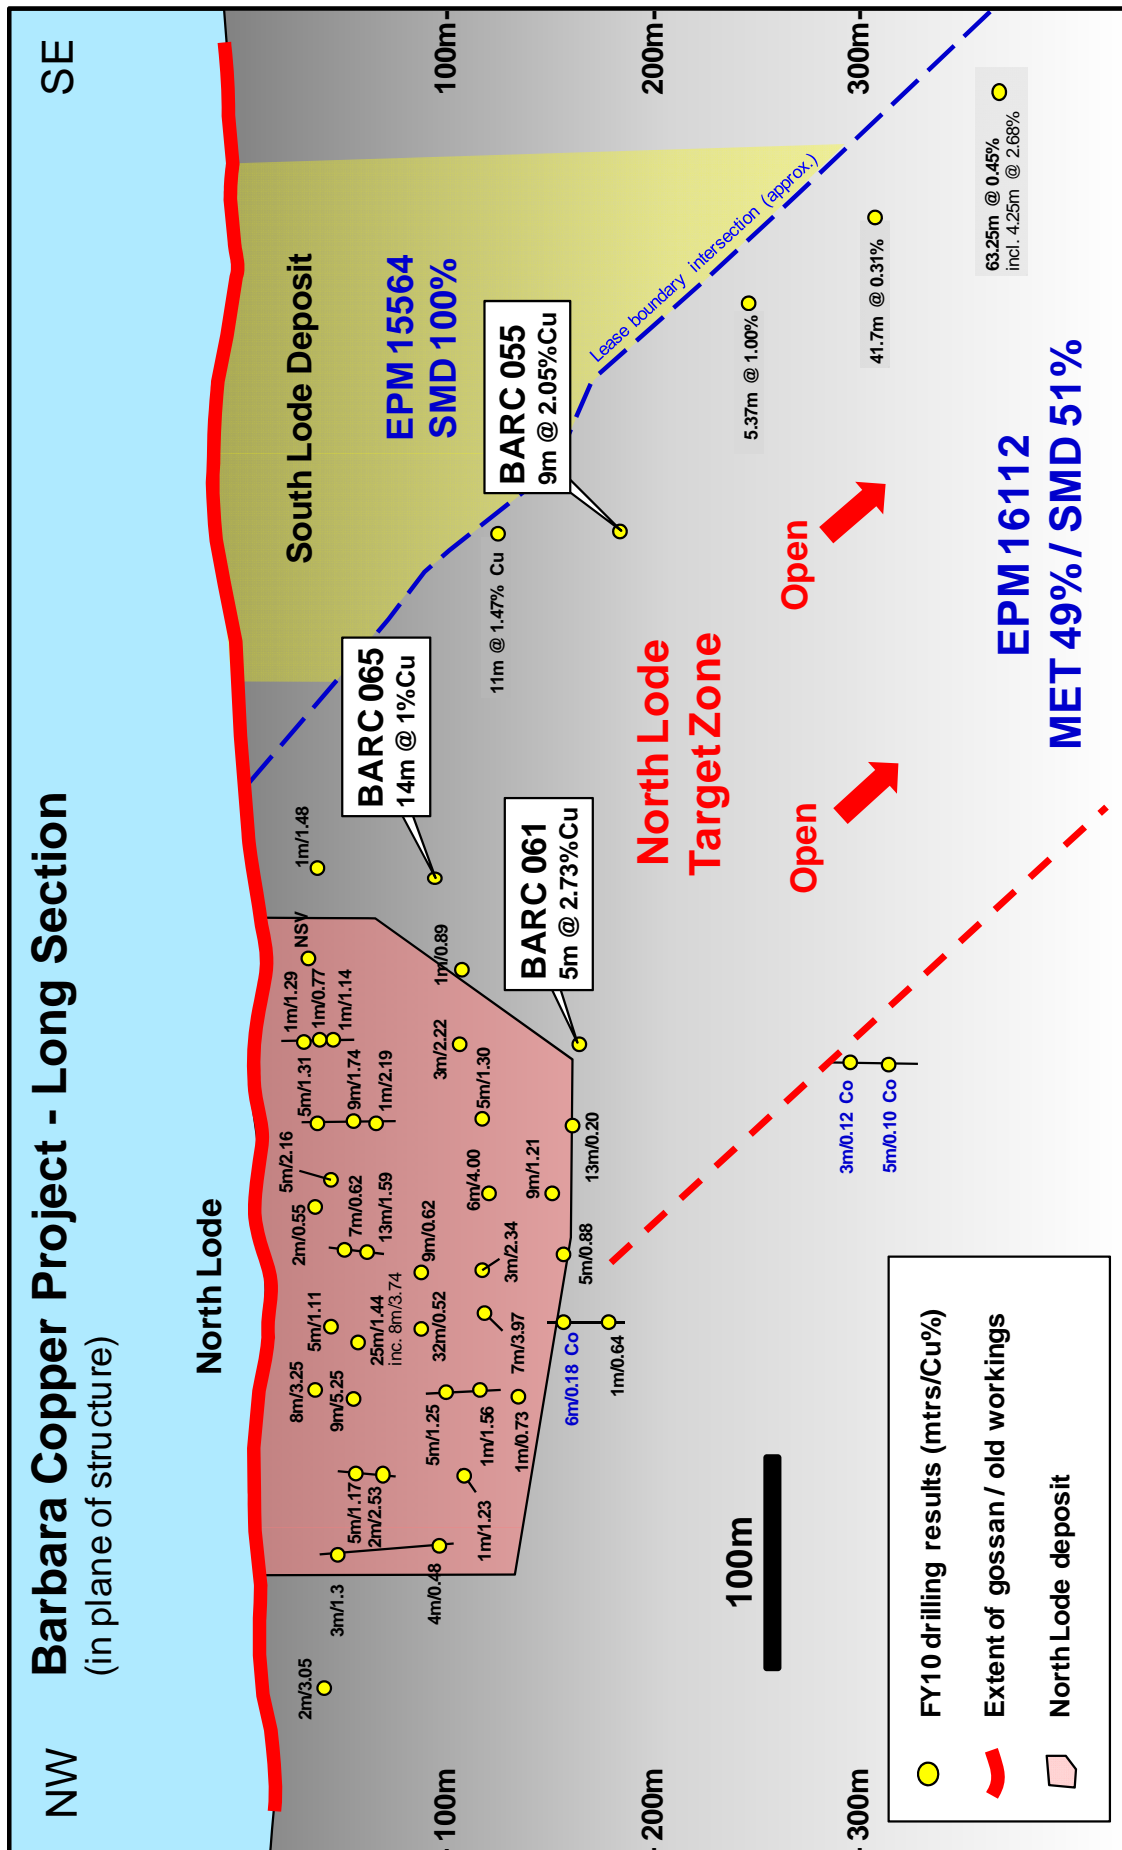 Barbara Copper Project - Long Section
(in plane of structure)
NW
SE
North Lode
South Lode Deposit
EPM 15564
SMD 100%
Lease boundary intersection (approx.)
100m
200m
300m
100m
200m
300m
2m/3.05
3m/1.3
4m/0.48
5m/1.17
2m/2.53
1m/1.23
8m/3.25
9m/5.25
5m/1.25
1m/1.56
1m/0.73
5m/1.11
25m/1.44
inc. 8m/3.74
32m/0.52
7m/3.97
6m/0.18 Co
1m/0.64
2m/0.55
5m/2.16
7m/0.62
13m/1.59
9m/0.62
3m/2.34
5m/0.88
6m/4.00
9m/1.21
5m/1.31
9m/1.74
1m/2.19
5m/1.30
13m/0.20
1m/1.29
1m/0.77
1m/1.14
3m/2.22
NSV
1m/0.89
1m/1.48
BARC 061
5m @ 2.73%Cu
BARC 065
14m @ 1%Cu
BARC 055
9m @ 2.05%Cu
11m @ 1.47% Cu
5.37m @ 1.00%
41.7m @ 0.31%
63.25m @ 0.45%
incl. 4.25m @ 2.68%
3m/0.12 Co
5m/0.10 Co
North Lode
Target Zone
Open
Open
EPM 16112
MET 49% / SMD 51%
100m
FY10 drilling results (mtrs/Cu%)
Extent of gossan / old workings
North Lode deposit